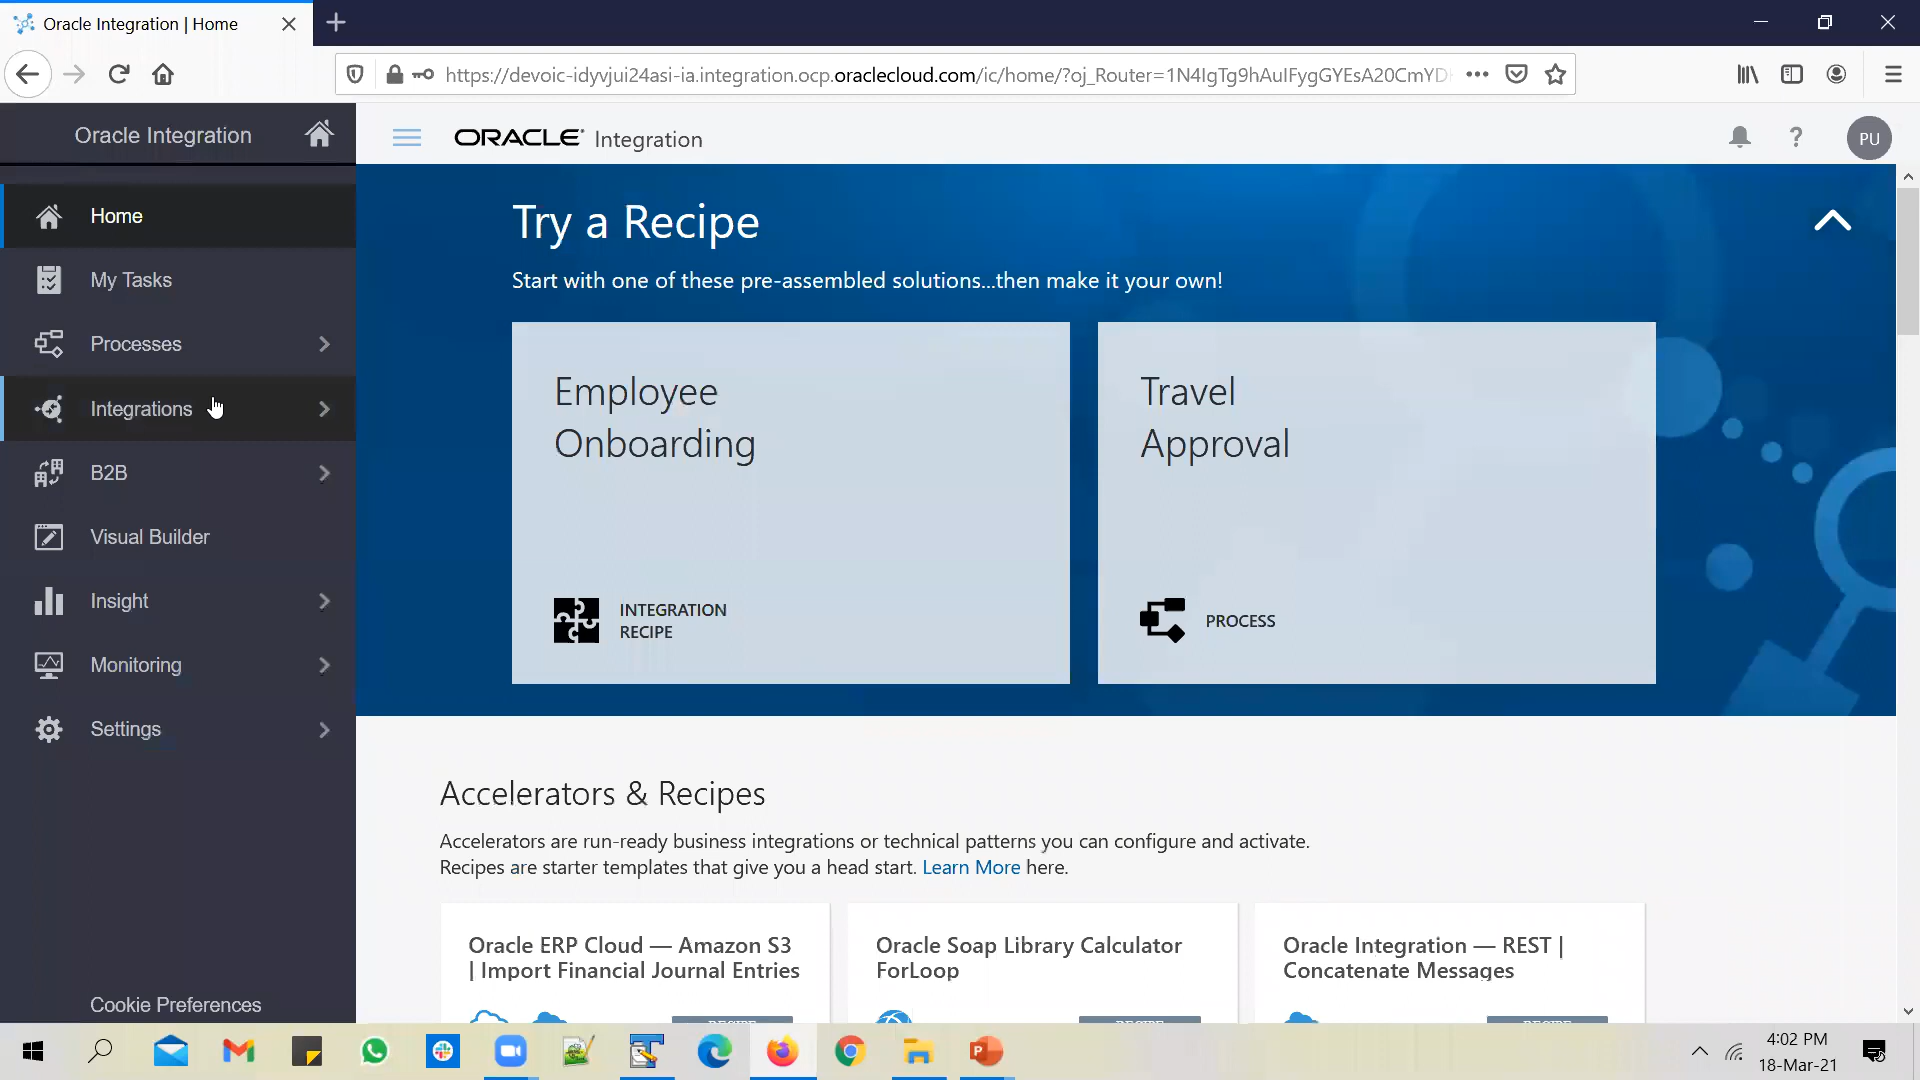 Oracle Integration | Home
https://devoic-idyvjui24asi-ia.integration.ocp.oraclecloud.com/ic/home/?oj_Router=1N4IgTg9hAuIFygGYEsA20CmYD
Oracle Integration
ORACLE Integration
PU
Home
My Tasks
Processes
Integrations
B2B
Visual Builder
Insight
Monitoring
Settings
Cookie Preferences
Try a Recipe
Start with one of these pre-assembled solutions...then make it your own!
Employee
Onboarding
INTEGRATION
RECIPE
Travel
Approval
PROCESS
Accelerators & Recipes
Accelerators are run-ready business integrations or technical patterns you can configure and activate.
Recipes are starter templates that give you a head start. Learn More here.
Oracle ERP Cloud — Amazon S3
| Import Financial Journal Entries
Oracle Soap Library Calculator
ForLoop
Oracle Integration — REST |
Concatenate Messages
4:02 PM
18-Mar-21